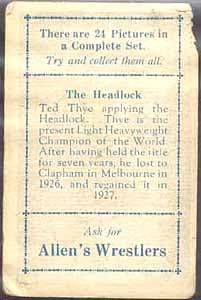 There are 24 Pictures in
a Complete Set.
Try and collect them all.
The Headlock
Ted Thye applying the
Headlock. Thye is the
present Light Heavyweight
Champion of the World.
After having held the title
for seven years, he lost to
Clapham in Melbourne in
1926, and regained it in
1927.
Ask for
Allen's Wrestlers